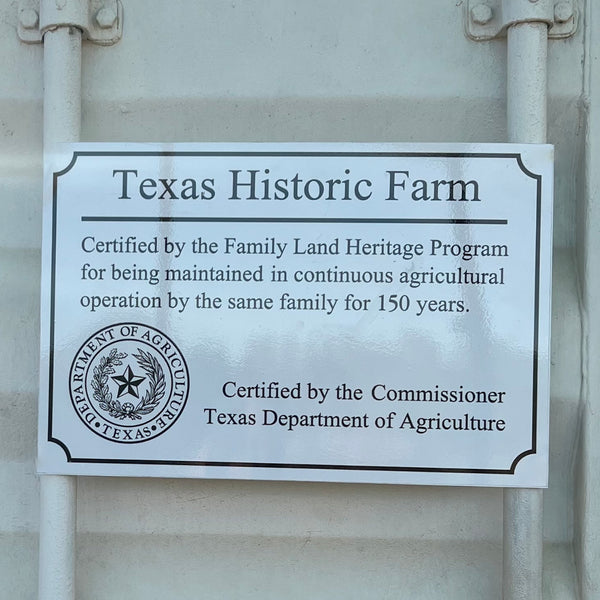 Texas Historic Farm
Certified by the Family Land Heritage Program
for being maintained in continuous agricultural
operation by the same family for 150 years.
DEPARTMENT OF AGRICULTURE
• TEXAS •
Certified by the Commissioner
Texas Department of Agriculture